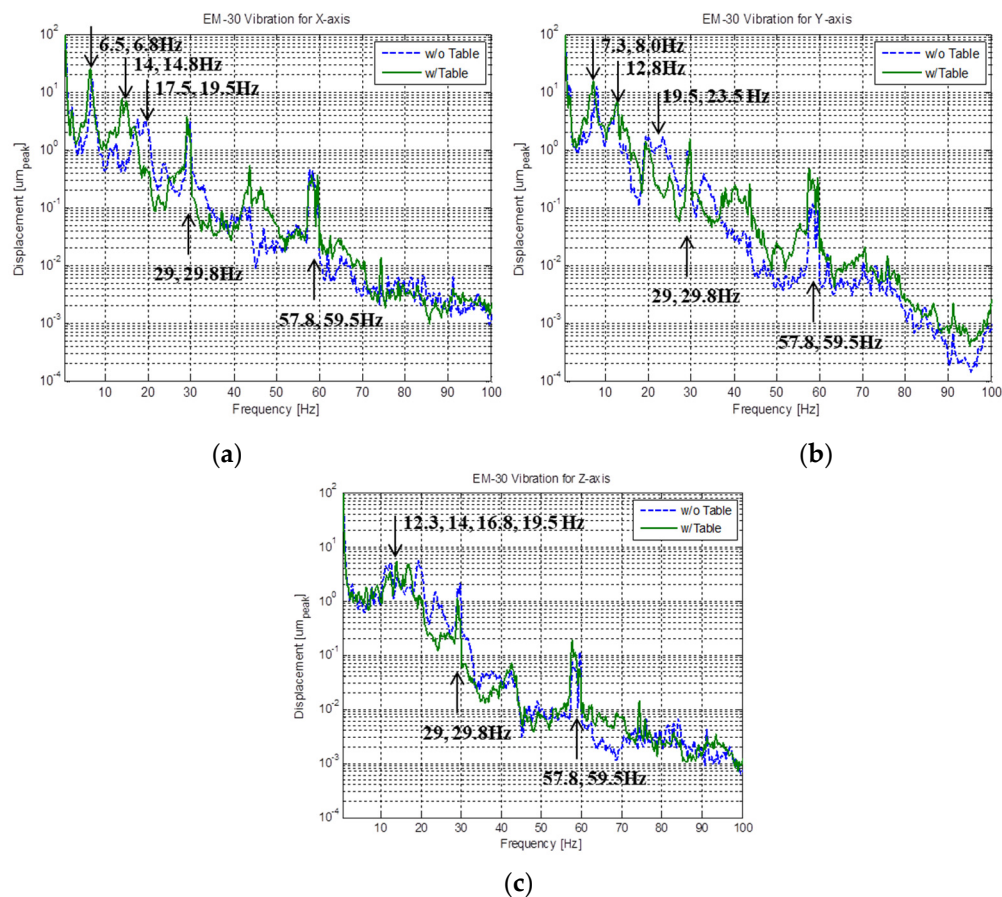 EM-30 Vibration for X-axis
10^2
10^1
10^0
10^-1
10^-2
10^-3
10^-4
Displacement [um_peak]
6.5, 6.8Hz
14, 14.8Hz
17.5, 19.5Hz
w/o Table
w/Table
29, 29.8Hz
57.8, 59.5Hz
10 20 30 40 50 60 70 80 90 100
Frequency [Hz]
(a)
EM-30 Vibration for Y-axis
10^2
10^1
10^0
10^-1
10^-2
10^-3
10^-4
Displacement [um_peak]
7.3, 8.0Hz
12.8Hz
19.5, 23.5 Hz
w/o Table
w/Table
29, 29.8Hz
57.8, 59.5Hz
10 20 30 40 50 60 70 80 90 100
Frequency [Hz]
(b)
EM-30 Vibration for Z-axis
10^2
10^1
10^0
10^-1
10^-2
10^-3
10^-4
Displacement [um_peak]
12.3, 14, 16.8, 19.5 Hz
w/o Table
w/Table
29, 29.8Hz
57.8, 59.5Hz
10 20 30 40 50 60 70 80 90 100
Frequency [Hz]
(c)